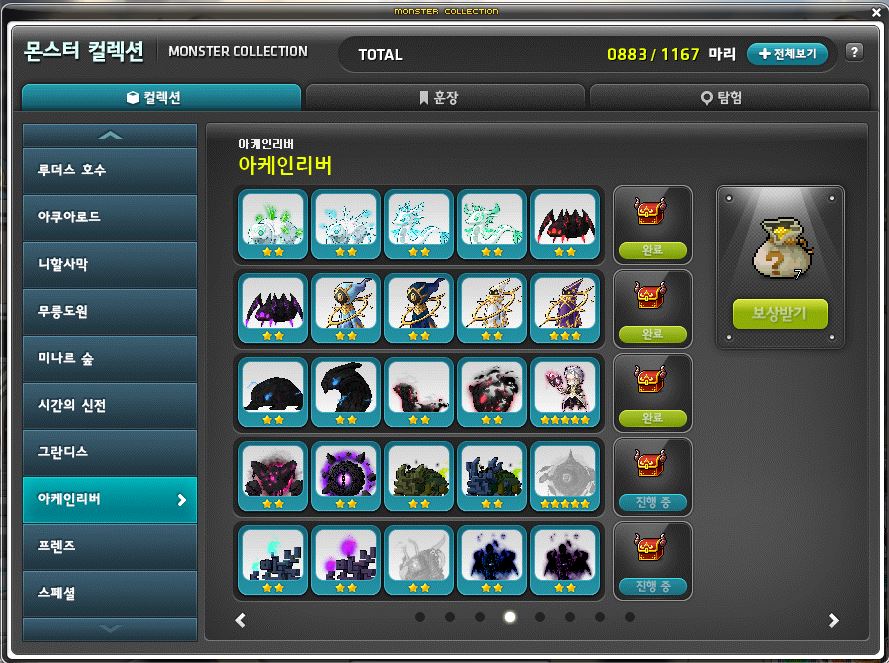 MONSTER COLLECTION
몬스터 컬렉션 MONSTER COLLECTION
TOTAL 0883 / 1167 마리 +전체보기 ?
컬렉션 훈장 탐험
루더스 호수
아쿠아로드
니할사막
무릉도원
미나르 숲
시간의 신전
그란디스
아케인리버
프렌즈
스페셜
아케인리버
아케인리버
완료
완료
완료
진행 중
진행 중
?
7
보상받기